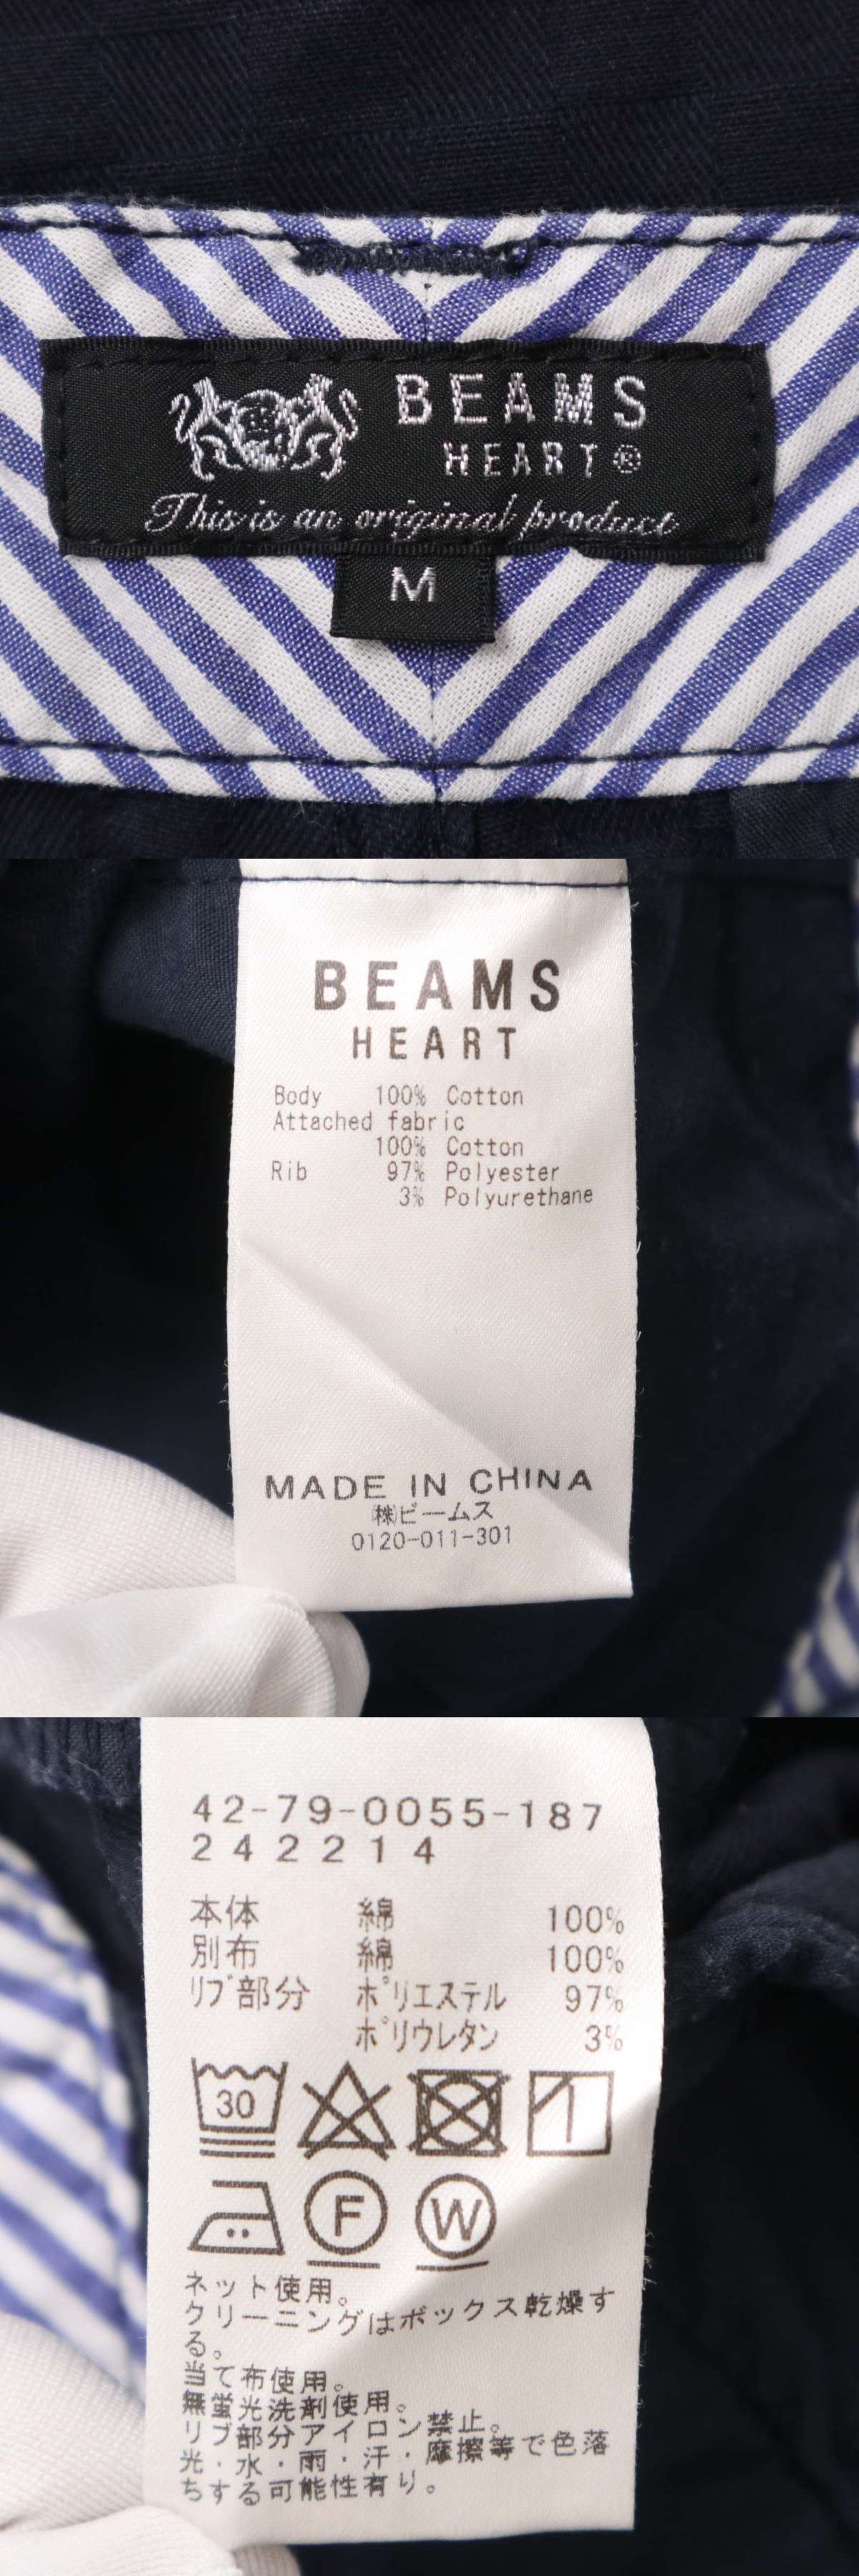 BEAMS
HEART®
This is an original product
M
BEAMS
HEART
Body 100% Cotton
Attached fabric
100% Cotton
Rib 97% Polyester
3% Polyurethane
MADE IN CHINA
㈱ビームス
0120-011-301
42-79-0055-187
242214
本体 綿 100%
別布 綿 100%
リブ部分 ポリエステル 97%
ポリウレタン 3%
30
F W
ネット使用。
クリーニングはボックス乾燥す
る。
当て布使用。
無蛍光洗剤使用。
リブ部分アイロン禁止。
光・水・雨・汗・摩擦等で色落
ちする可能性有り。